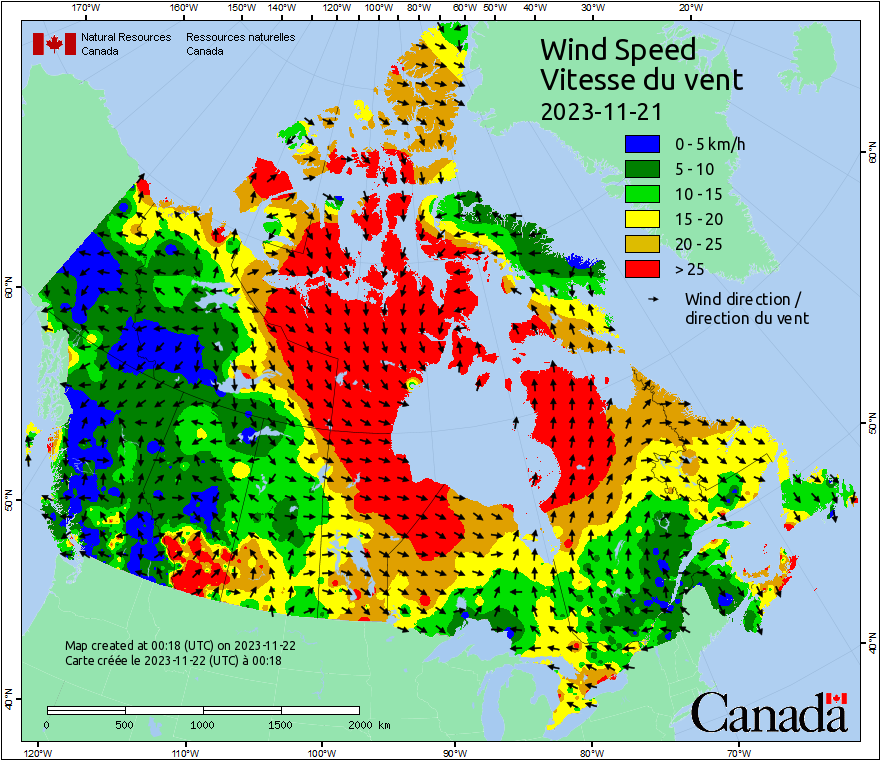 170°W 160°W 150°W 140°W 120°W 100°W 80°W 60°W 50°W 40°W 30°W 20°W
Natural Resources Canada
Ressources naturelles Canada
Wind Speed
Vitesse du vent
2023-11-21
0 - 5 km/h
5 - 10
10 - 15
15 - 20
20 - 25
> 25
Wind direction /
direction du vent
60°N
60°N
50°N
50°N
40°N
40°N
Map created at 00:18 (UTC) on 2023-11-22
Carte créée le 2023-11-22 (UTC) à 00:18
0 500 1000 1500 2000 km
Canada
120°W 110°W 100°W 90°W 80°W 70°W